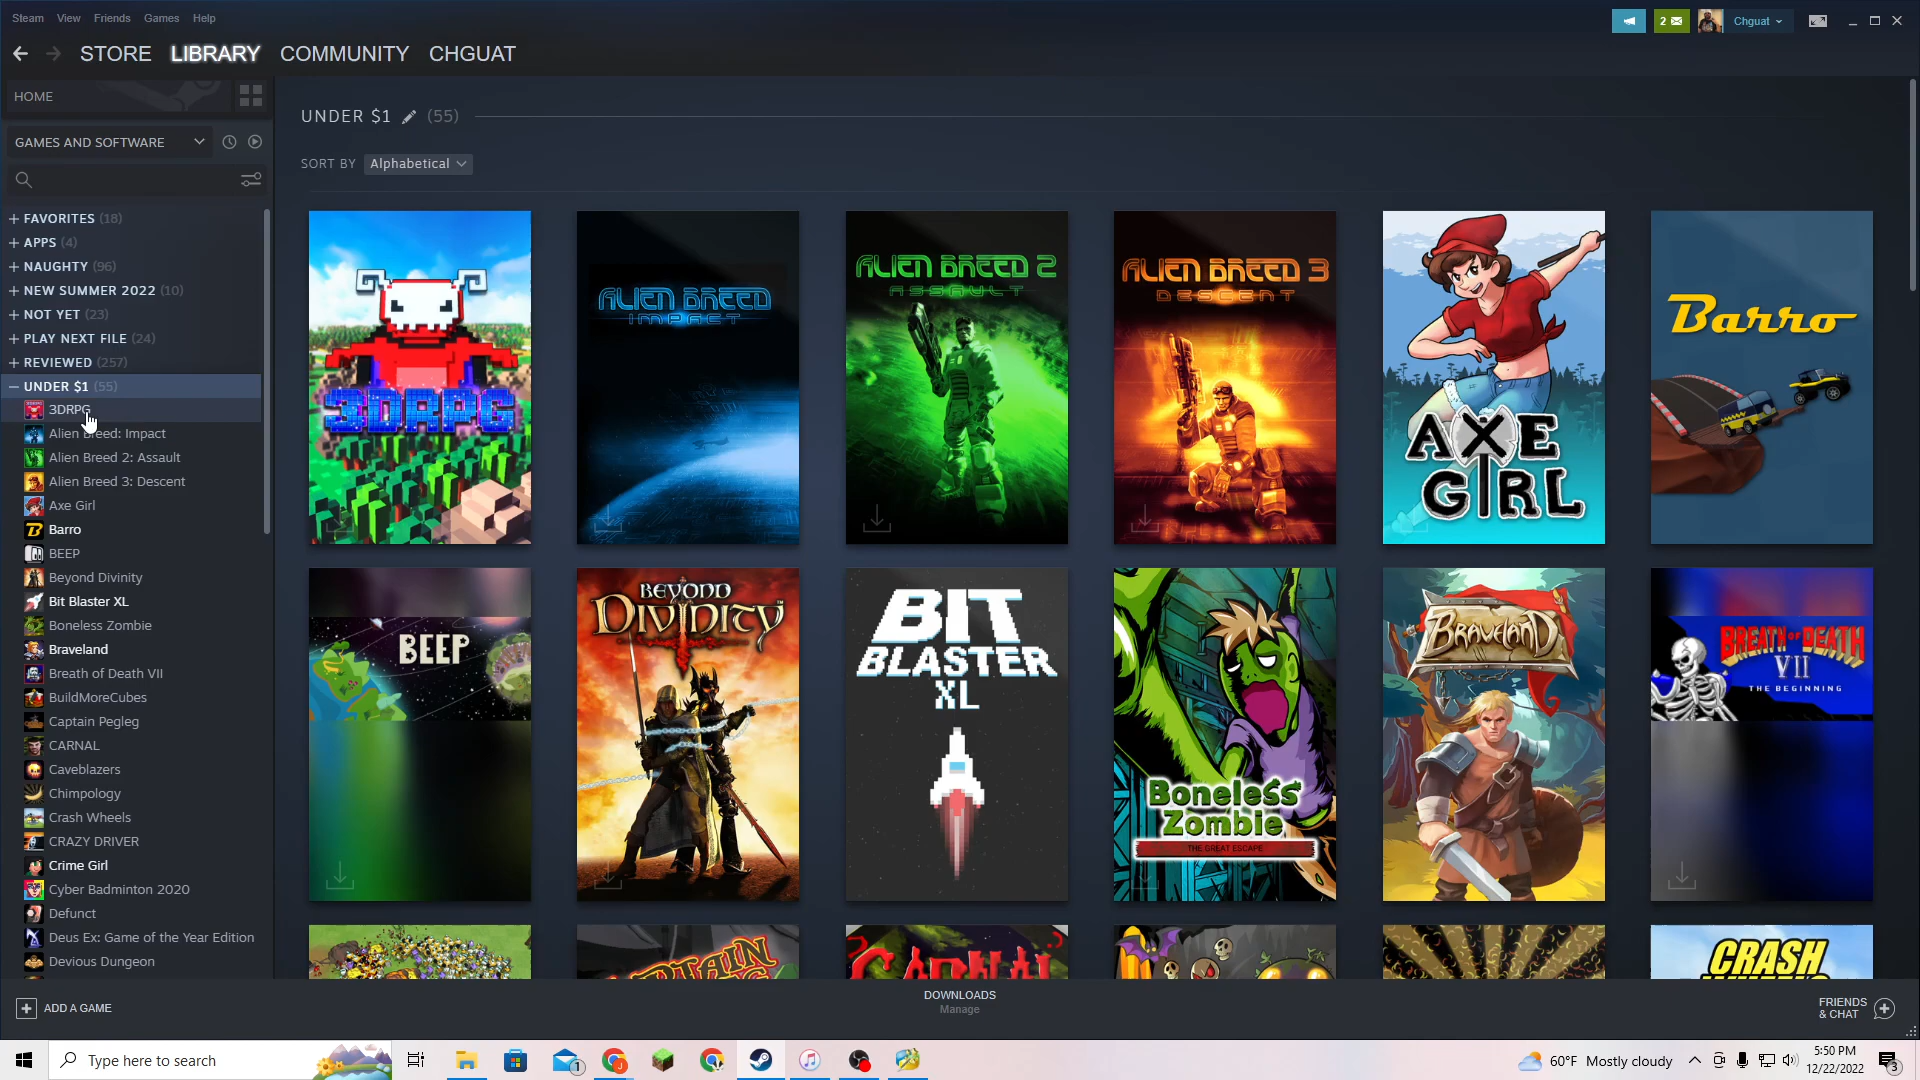 Steam View Friends Games Help
2 Chguat
STORE LIBRARY COMMUNITY CHGUAT
HOME
GAMES AND SOFTWARE
+ FAVORITES (18)
+ APPS (4)
+ NAUGHTY (96)
+ NEW SUMMER 2022 (10)
+ NOT YET (23)
+ PLAY NEXT FILE (24)
+ REVIEWED (257)
− UNDER $1 (55)
3DRPG
Alien Breed: Impact
Alien Breed 2: Assault
Alien Breed 3: Descent
Axe Girl
Barro
BEEP
Beyond Divinity
Bit Blaster XL
Boneless Zombie
Braveland
Breath of Death VII
BuildMoreCubes
Captain Pegleg
CARNAL
Caveblazers
Chimpology
Crash Wheels
CRAZY DRIVER
Crime Girl
Cyber Badminton 2020
Defunct
Deus Ex: Game of the Year Edition
Devious Dungeon
UNDER $1 (55)
SORT BY Alphabetical
3DRPG
ALIEN BREED
IMPACT
ALIEN BREED 2
ASSAULT
ALIEN BREED 3
DESCENT
AXE
GIRL
Barro
BEEP
BEYOND
DIVINITY
BIT
BLASTER
XL
Boneless
Zombie
THE GREAT ESCAPE
BRAVELAND
BREATH OF DEATH
VII
THE BEGINNING
CAPTAIN
CARNAL
CRASH
ADD A GAME
DOWNLOADS
Manage
FRIENDS
& CHAT
Type here to search
1
60°F Mostly cloudy
5:50 PM
12/22/2022
3